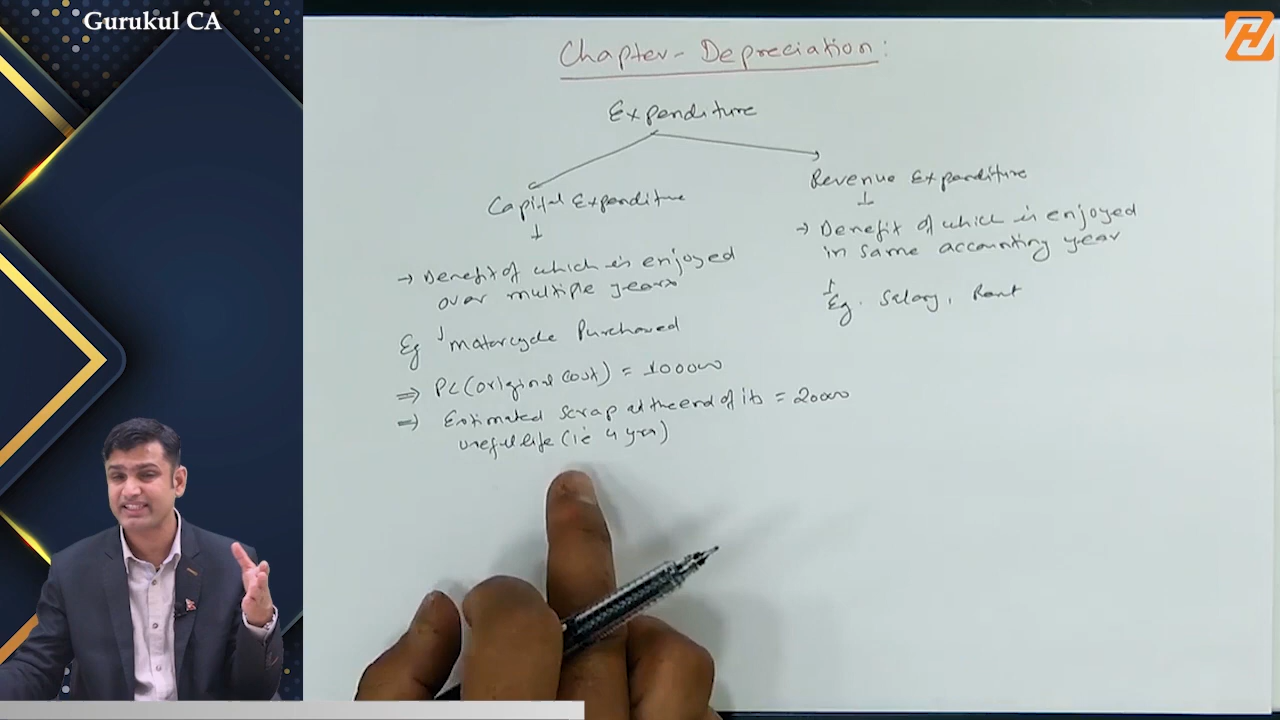 Gurukul CA
Chapter - Depreciation:
Expenditure
Capital Expenditure
→ Benefit of which is enjoyed
over multiple years
Eg motorcycle Purchased
⇒ PC (original cost) = 100000
⇒ Estimated scrap at the end of its = 20000
useful life (ie 4 yrs)
Revenue Expenditure
→ Benefit of which is enjoyed
in same accounting year
Eg. Salary, Rent